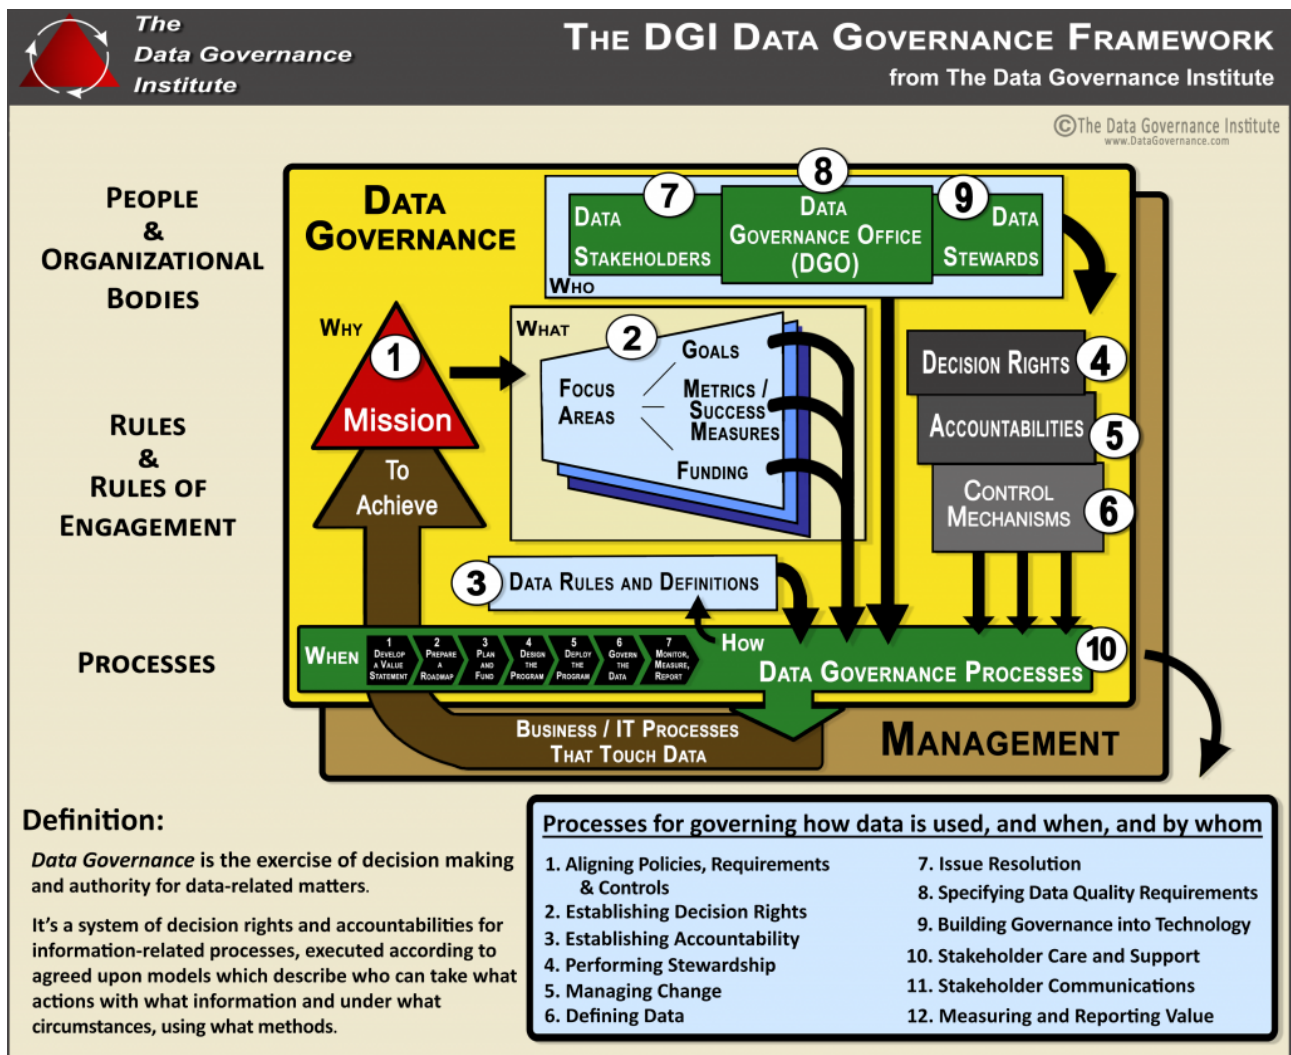 The
Data Governance
Institute
THE DGI DATA GOVERNANCE FRAMEWORK
from The Data Governance Institute
©The Data Governance Institute
www.DataGovernance.com
PEOPLE
&
ORGANIZATIONAL
BODIES
RULES
&
RULES OF
ENGAGEMENT
PROCESSES
DATA
GOVERNANCE
7
DATA
STAKEHOLDERS
8
DATA
GOVERNANCE OFFICE
(DGO)
9
DATA
STEWARDS
WHO
WHY
1
Mission
To
Achieve
WHAT
2
FOCUS
AREAS
GOALS
METRICS /
SUCCESS
MEASURES
FUNDING
DECISION RIGHTS
4
ACCOUNTABILITIES
5
CONTROL
MECHANISMS
6
3
DATA RULES AND DEFINITIONS
WHEN
1
DEVELOP
A VALUE
STATEMENT
2
PREPARE
A
ROADMAP
3
PLAN
AND
FUND
4
DESIGN
THE
PROGRAM
5
DEPLOY
THE
PROGRAM
6
GOVERN
THE
DATA
7
MONITOR,
MEASURE,
REPORT
HOW
DATA GOVERNANCE PROCESSES
10
BUSINESS / IT PROCESSES
THAT TOUCH DATA
MANAGEMENT
Definition:
Data Governance is the exercise of decision making
and authority for data-related matters.
It's a system of decision rights and accountabilities for
information-related processes, executed according to
agreed upon models which describe who can take what
actions with what information and under what
circumstances, using what methods.
Processes for governing how data is used, and when, and by whom
1. Aligning Policies, Requirements
& Controls
2. Establishing Decision Rights
3. Establishing Accountability
4. Performing Stewardship
5. Managing Change
6. Defining Data
7. Issue Resolution
8. Specifying Data Quality Requirements
9. Building Governance into Technology
10. Stakeholder Care and Support
11. Stakeholder Communications
12. Measuring and Reporting Value